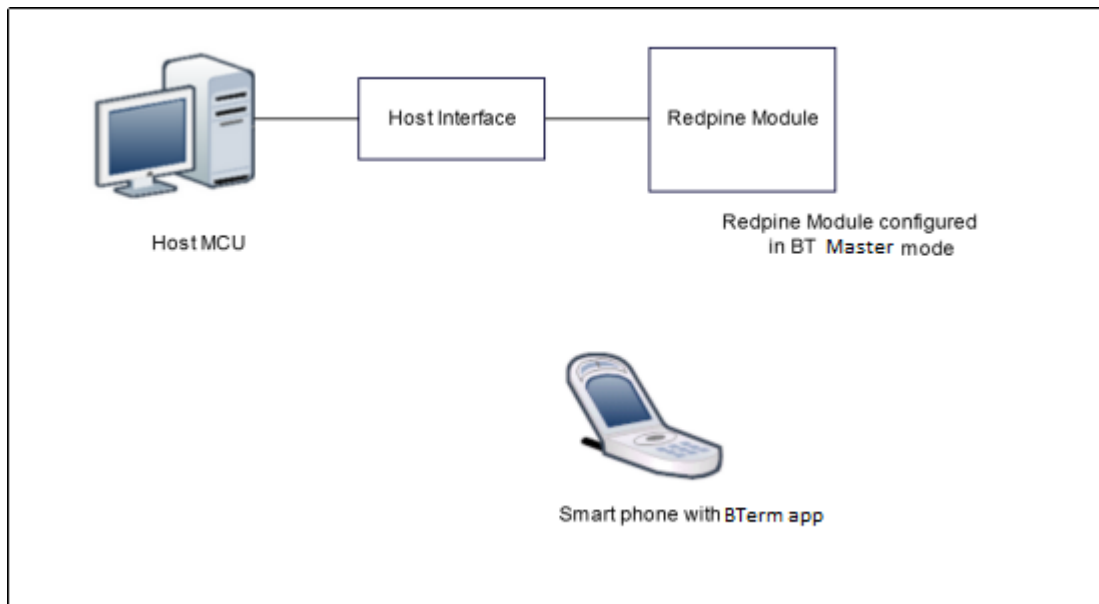 Host Interface
Redpine Module
Host MCU
Redpine Module configured
in BT Master mode
Smart phone with BTerm app